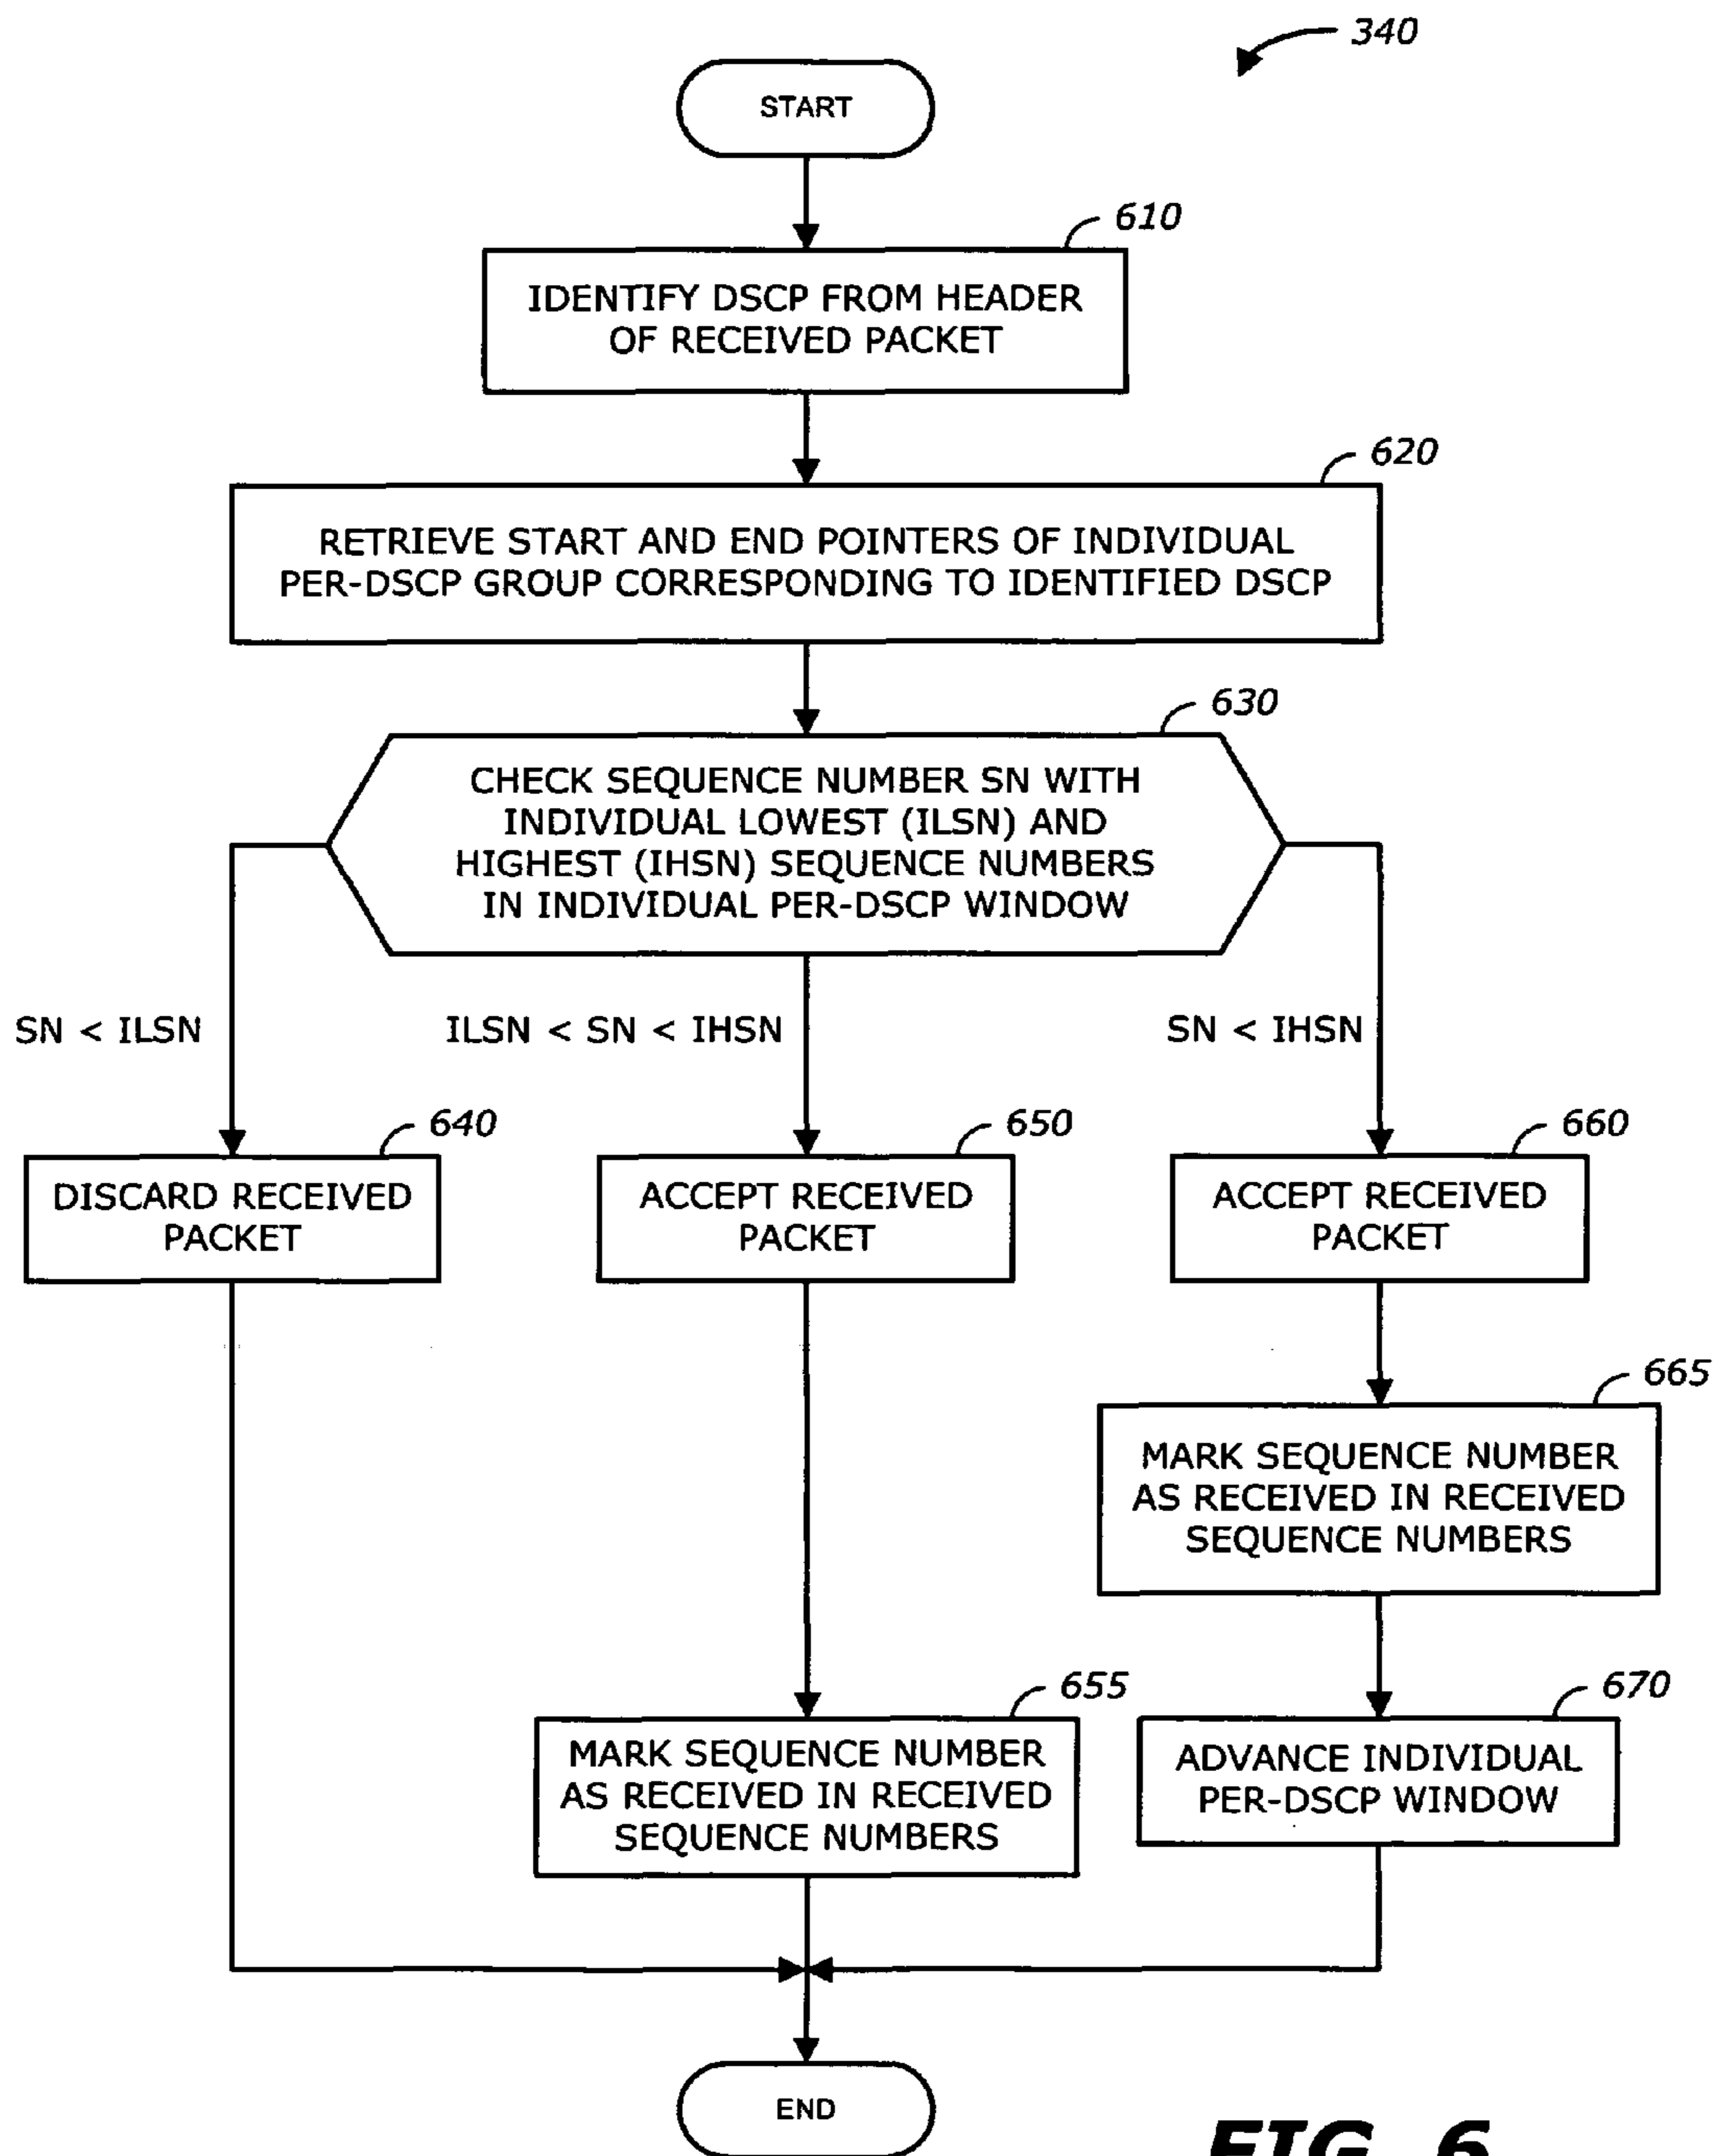 340
START
610
IDENTIFY DSCP FROM HEADER
OF RECEIVED PACKET
620
RETRIEVE START AND END POINTERS OF INDIVIDUAL
PER-DSCP GROUP CORRESPONDING TO IDENTIFIED DSCP
630
CHECK SEQUENCE NUMBER SN WITH
INDIVIDUAL LOWEST (ILSN) AND
HIGHEST (IHSN) SEQUENCE NUMBERS
IN INDIVIDUAL PER-DSCP WINDOW
SN < ILSN
ILSN < SN < IHSN
SN < IHSN
640
DISCARD RECEIVED
PACKET
650
ACCEPT RECEIVED
PACKET
660
ACCEPT RECEIVED
PACKET
665
MARK SEQUENCE NUMBER
AS RECEIVED IN RECEIVED
SEQUENCE NUMBERS
655
MARK SEQUENCE NUMBER
AS RECEIVED IN RECEIVED
SEQUENCE NUMBERS
670
ADVANCE INDIVIDUAL
PER-DSCP WINDOW
END
FIG. 6